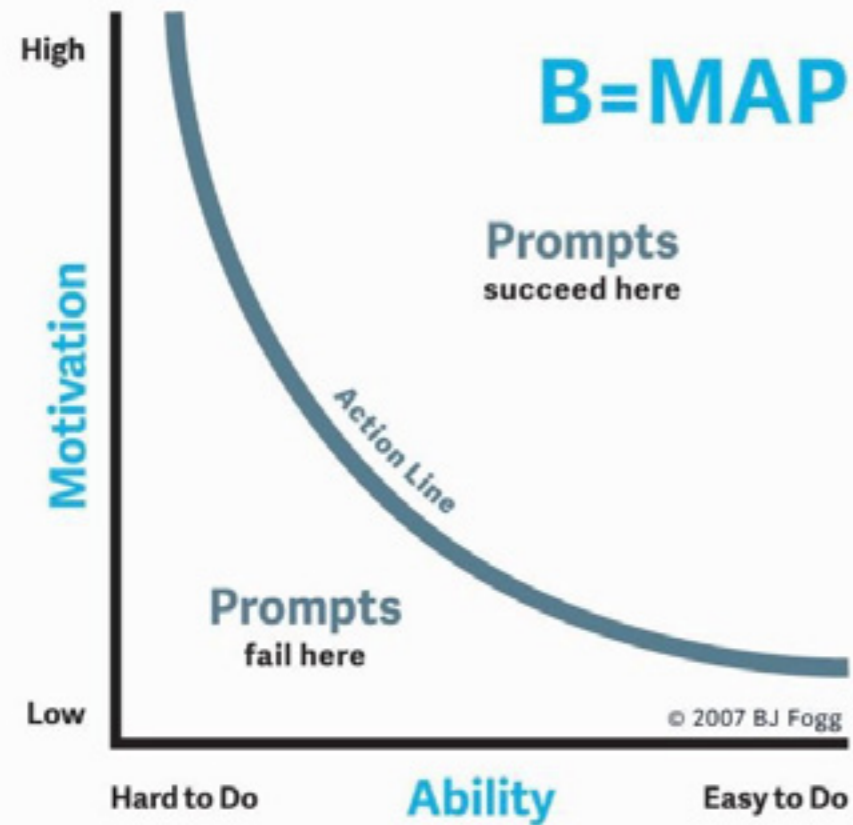 High
B=MAP
Prompts
succeed here
Motivation
Action Line
Prompts
fail here
Low
© 2007 BJ Fogg
Hard to Do
Ability
Easy to Do